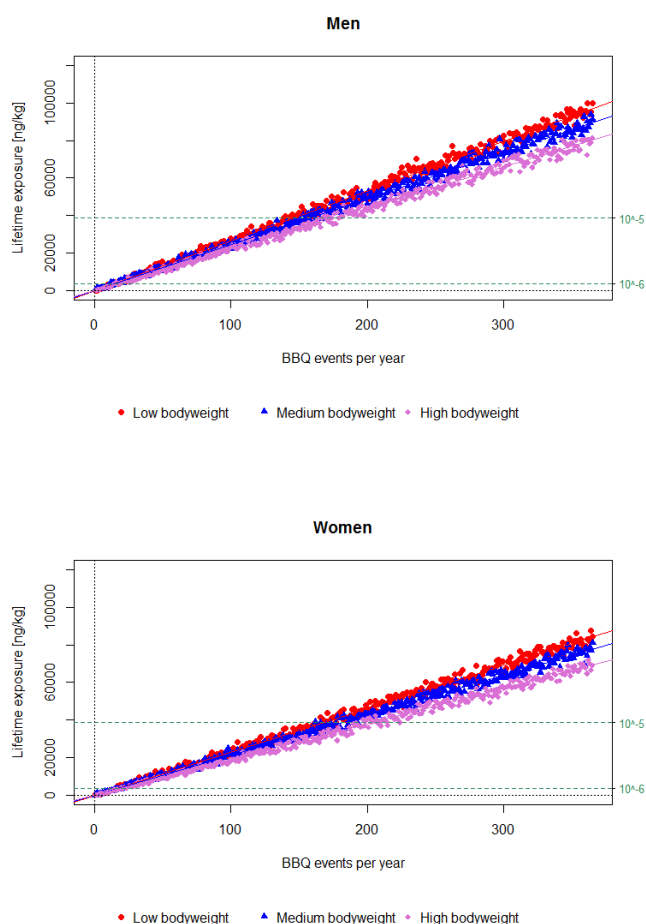 Men
Lifetime exposure [ng/kg]
100000
60000
20000
0
10^-5
10^-6
0 100 200 300
BBQ events per year
Low bodyweight Medium bodyweight High bodyweight
Women
Lifetime exposure [ng/kg]
100000
60000
20000
0
10^-5
10^-6
0 100 200 300
BBQ events per year
Low bodyweight Medium bodyweight High bodyweight